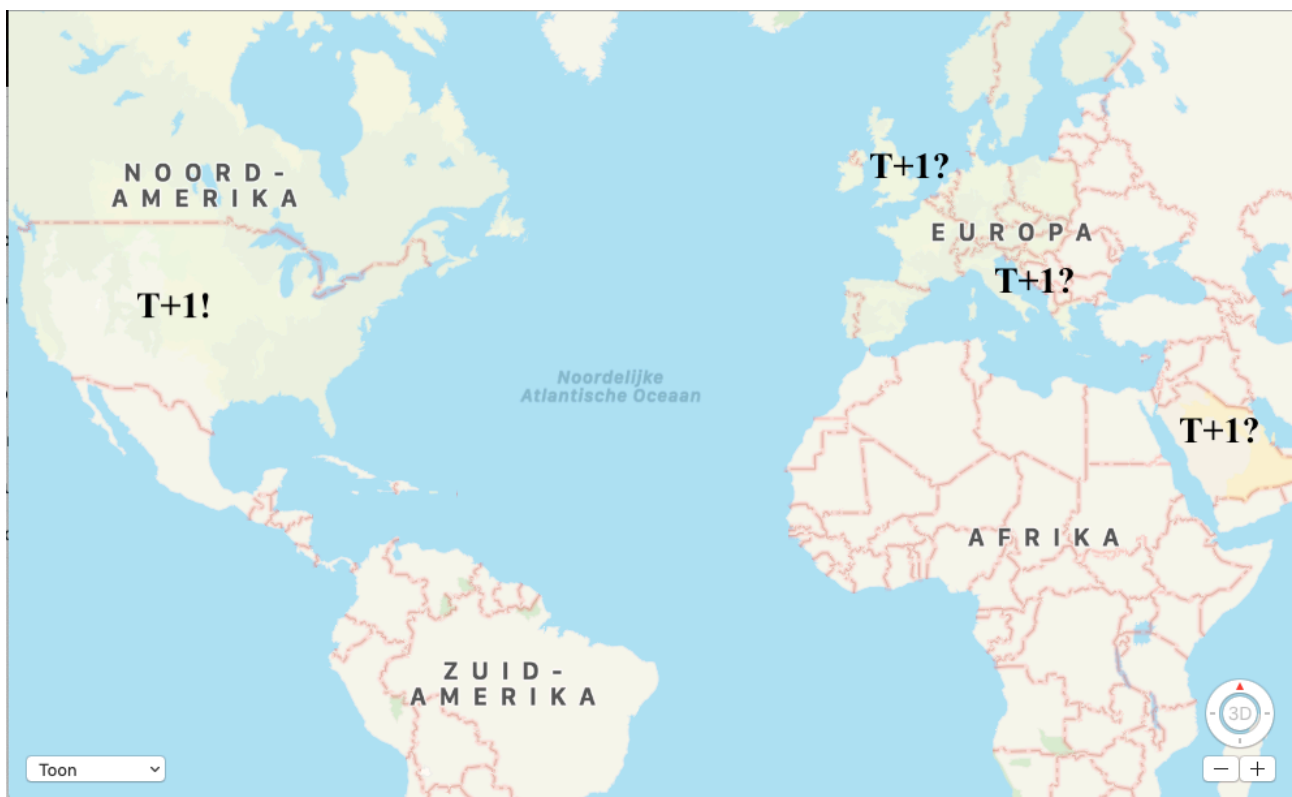 NOORD-
AMERIKA
T+1!
T+1?
EUROPA
T+1?
Noordelijke
Atlantische Oceaan
T+1?
AFRIKA
ZUID-
AMERIKA
3D
Toon
− +